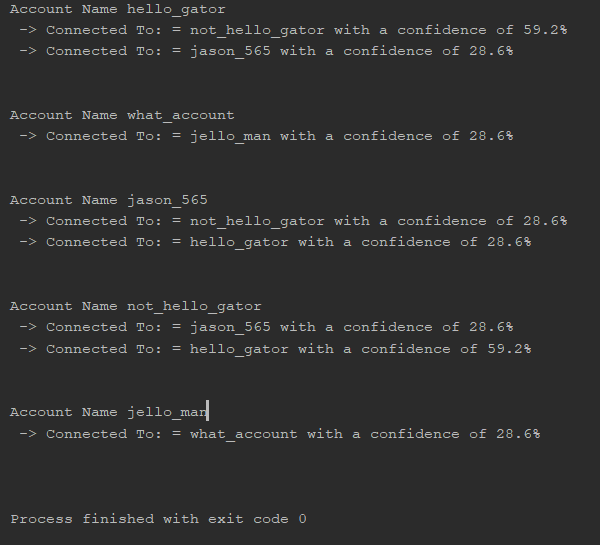 Account Name hello_gator
-> Connected To: = not_hello_gator with a confidence of 59.2%
-> Connected To: = jason_565 with a confidence of 28.6%
Account Name what_account
-> Connected To: = jello_man with a confidence of 28.6%
Account Name jason_565
-> Connected To: = not_hello_gator with a confidence of 28.6%
-> Connected To: = hello_gator with a confidence of 28.6%
Account Name not_hello_gator
-> Connected To: = jason_565 with a confidence of 28.6%
-> Connected To: = hello_gator with a confidence of 59.2%
Account Name jello_man
-> Connected To: = what_account with a confidence of 28.6%
Process finished with exit code 0